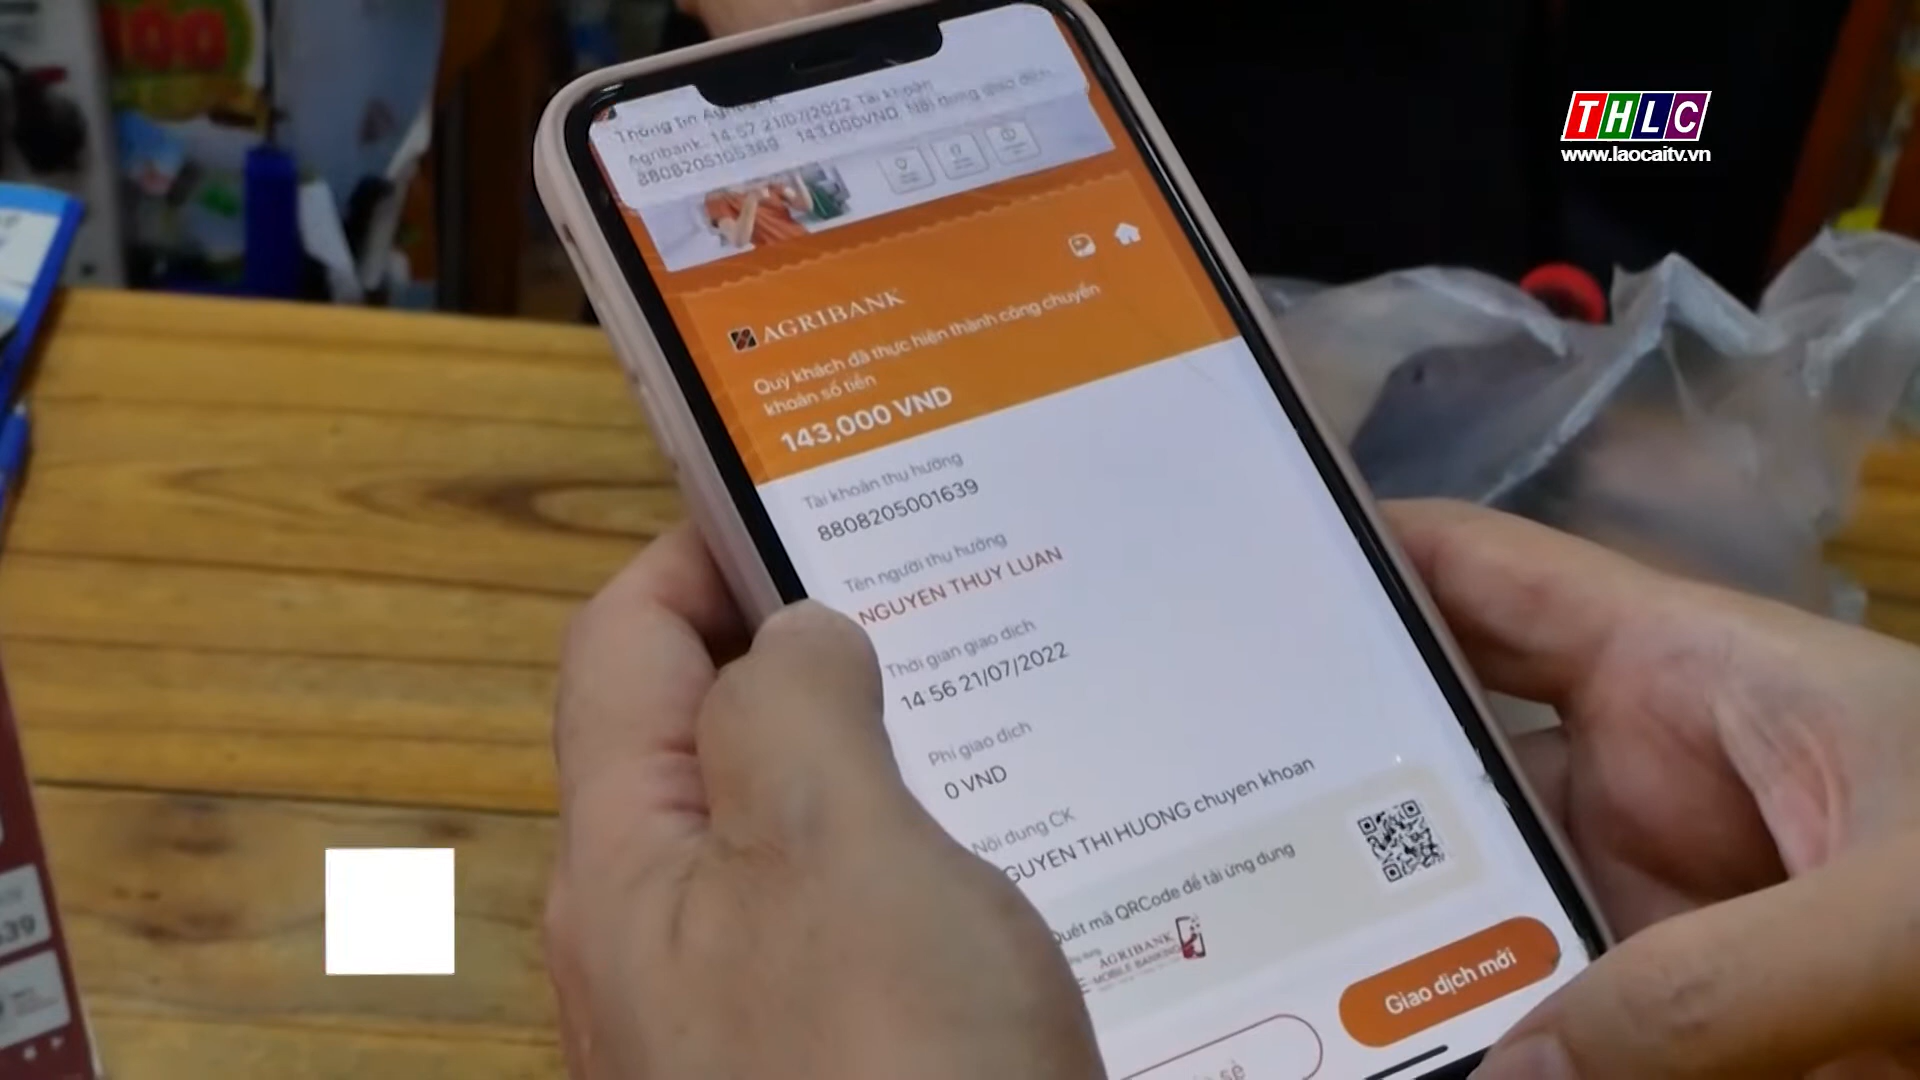 THLC
www.laocaitv.vn
100
Thông tin Agribank
Agribank. 14:57 21/07/2022 Tài khoản
8808205105369 143.000VND. Nội dung giao dịch...
AGRIBANK
Quý khách đã thực hiện thành công chuyển
khoản số tiền
143,000 VND
Tài khoản thụ hưởng
8808205001639
Tên người thụ hưởng
NGUYEN THUY LUAN
Thời gian giao dịch
14:56 21/07/2022
Phí giao dịch
0 VND
Nội dung CK
GUYEN THI HUONG chuyen khoan
Quét mã QRCode để tải ứng dụng
AGRIBANK
E-MOBILE BANKING
Giao dịch mới
sẻ
639